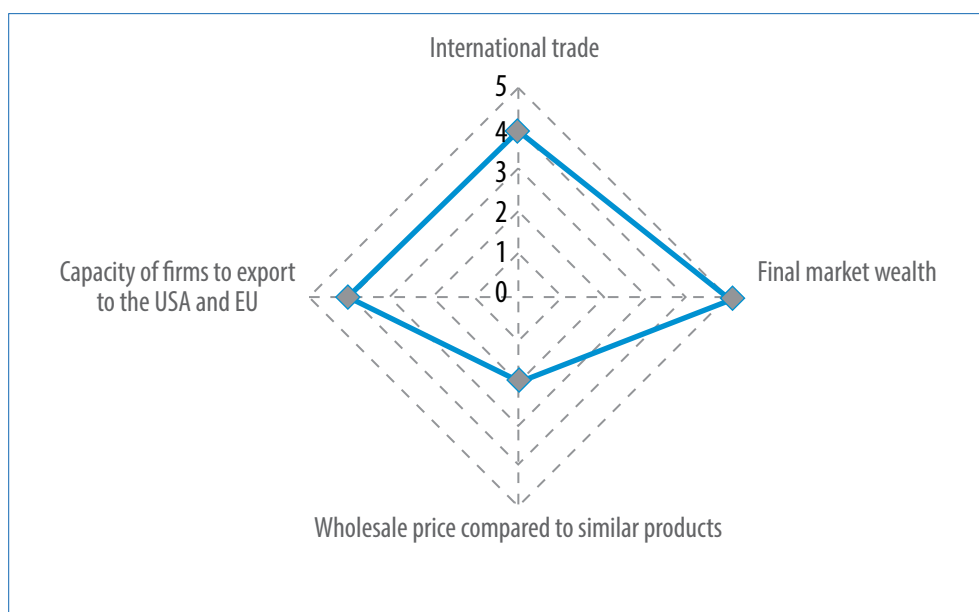 International trade
5
4
3
2
1
0
Capacity of firms to export
to the USA and EU
Final market wealth
Wholesale price compared to similar products